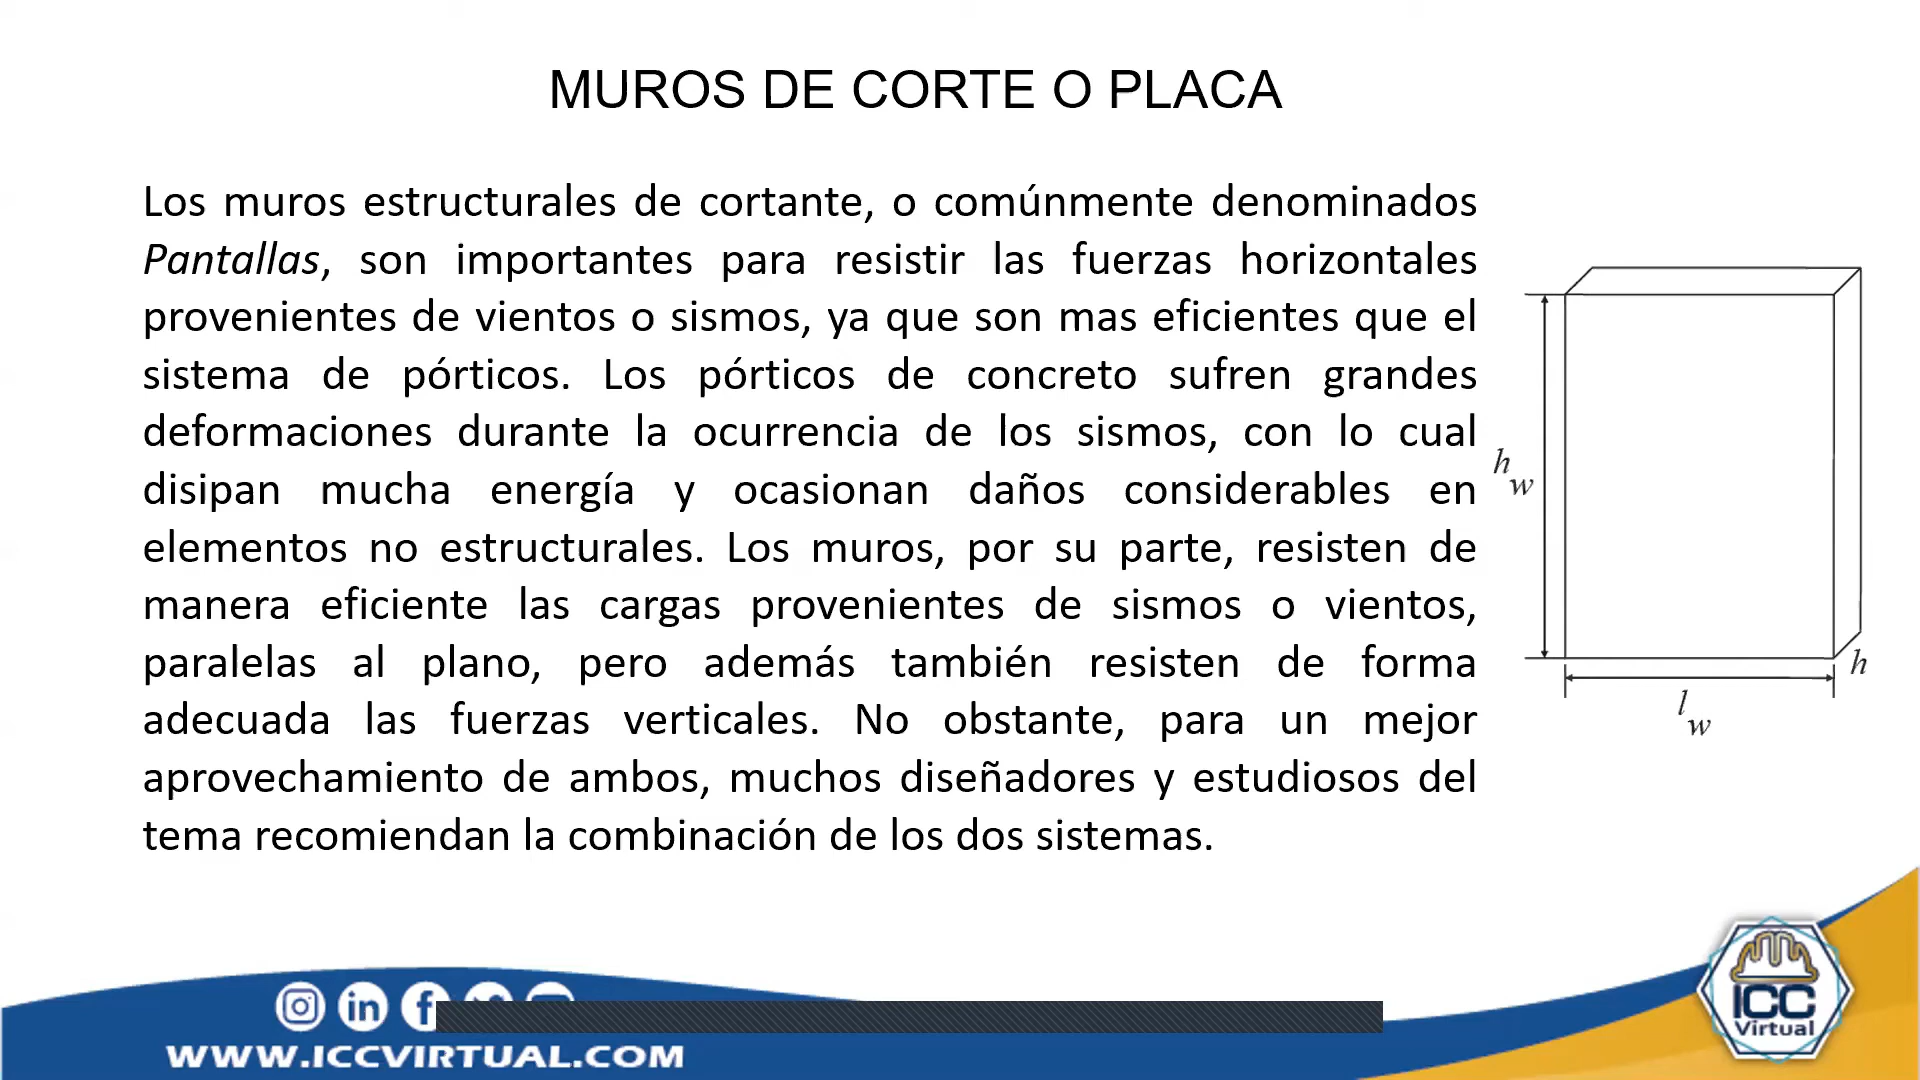 MUROS DE CORTE O PLACA
Los muros estructurales de cortante, o comúnmente denominados
Pantallas, son importantes para resistir las fuerzas horizontales
provenientes de vientos o sismos, ya que son mas eficientes que el
sistema de pórticos. Los pórticos de concreto sufren grandes
deformaciones durante la ocurrencia de los sismos, con lo cual
disipan mucha energía y ocasionan daños considerables en
elementos no estructurales. Los muros, por su parte, resisten de
manera eficiente las cargas provenientes de sismos o vientos,
paralelas al plano, pero además también resisten de forma
adecuada las fuerzas verticales. No obstante, para un mejor
aprovechamiento de ambos, muchos diseñadores y estudiosos del
tema recomiendan la combinación de los dos sistemas.
h w
h
l w
in f
WWW.ICCVIRTUAL.COM
ICC
Virtual